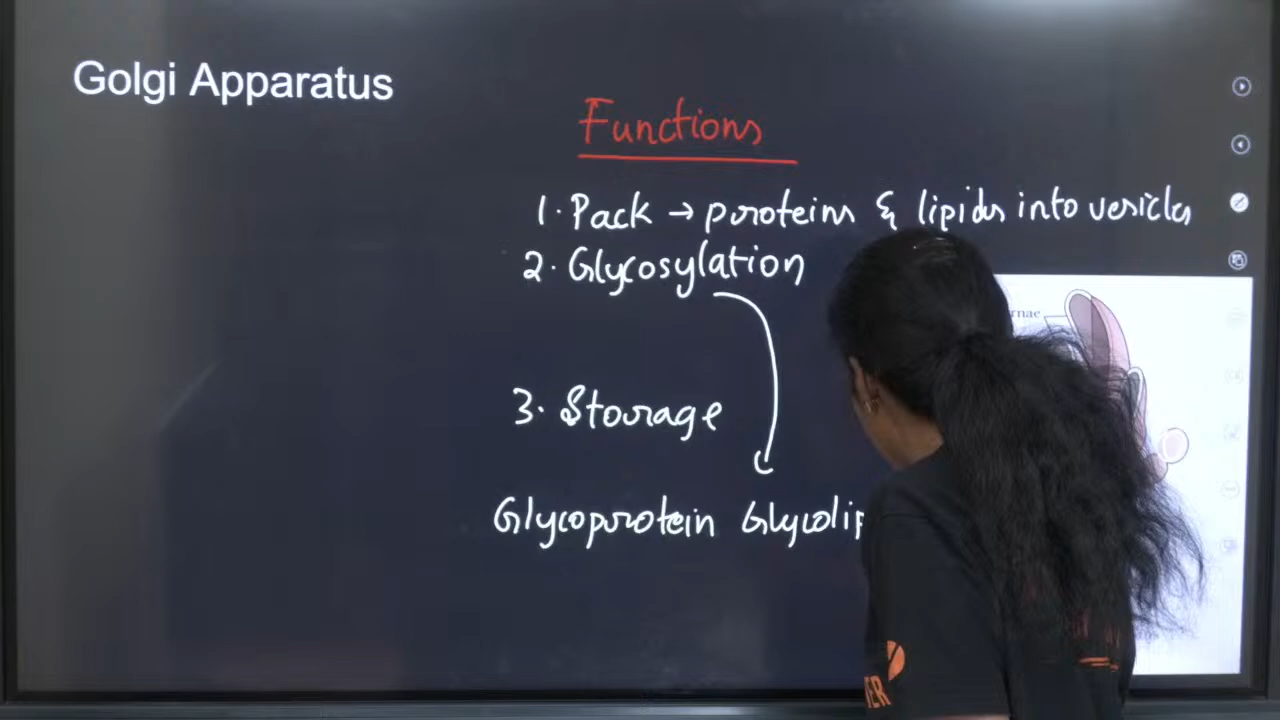 Golgi Apparatus
Functions
1. Pack → proteins & lipids into vesicles
2. Glycosylation
3. Storage
Glycoprotein